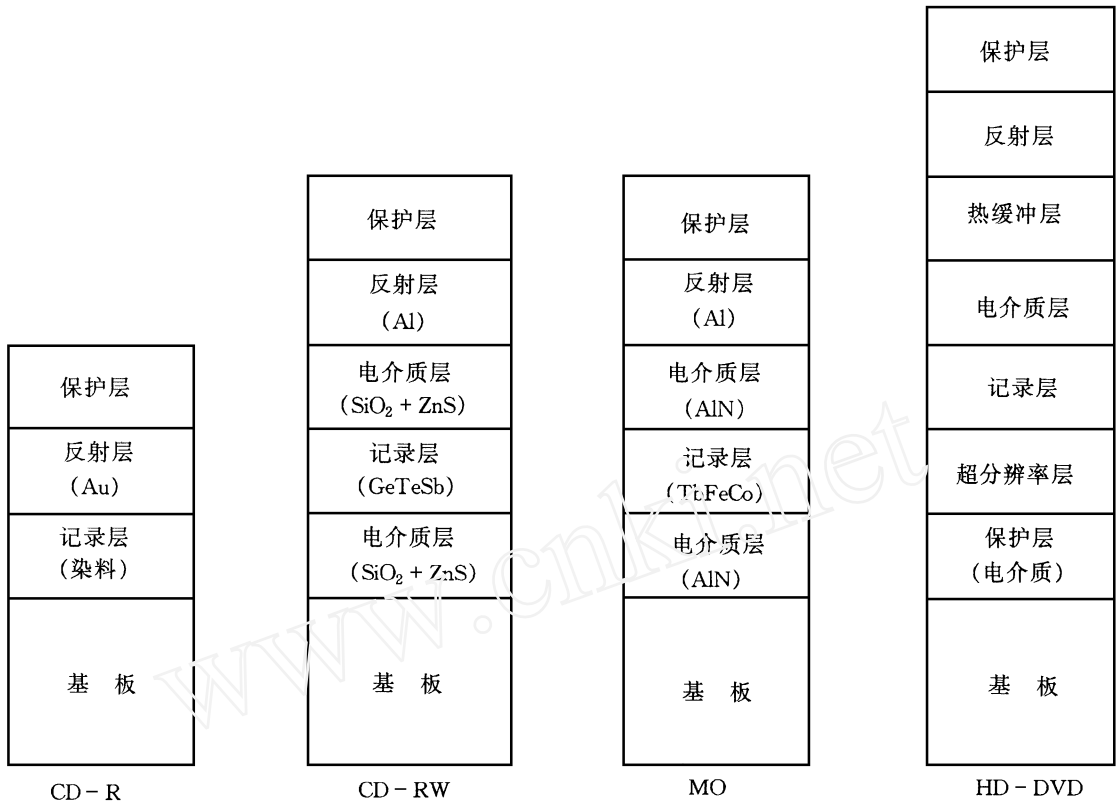 保护层
反射层
(Au)
记录层
(染料)
基 板
CD-R
保护层
反射层
(Al)
电介质层
(SiO₂ + ZnS)
记录层
(GeTeSb)
电介质层
(SiO₂ + ZnS)
基 板
CD-RW
保护层
反射层
(Al)
电介质层
(AlN)
记录层
(TbFeCo)
电介质层
(AlN)
基 板
MO
保护层
反射层
热缓冲层
电介质层
记录层
超分辨率层
保护层
(电介质)
基 板
HD-DVD
www.cnki.net